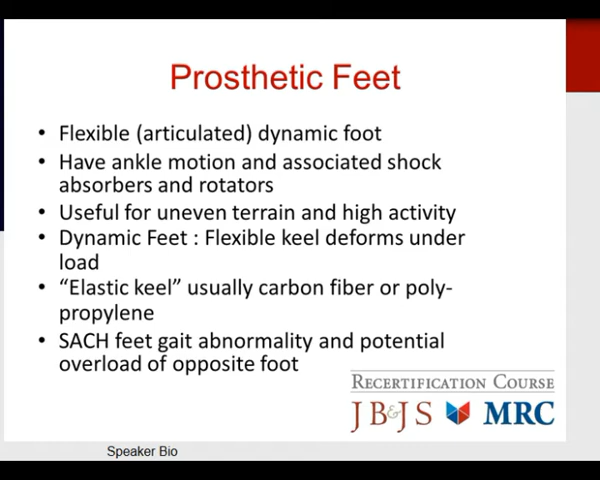 Prosthetic Feet
• Flexible (articulated) dynamic foot
• Have ankle motion and associated shock
absorbers and rotators
• Useful for uneven terrain and high activity
• Dynamic Feet : Flexible keel deforms under
load
• “Elastic keel” usually carbon fiber or poly-
propylene
• SACH feet gait abnormality and potential
overload of opposite foot
RECERTIFICATION COURSE
JB&JS MRC
Speaker Bio